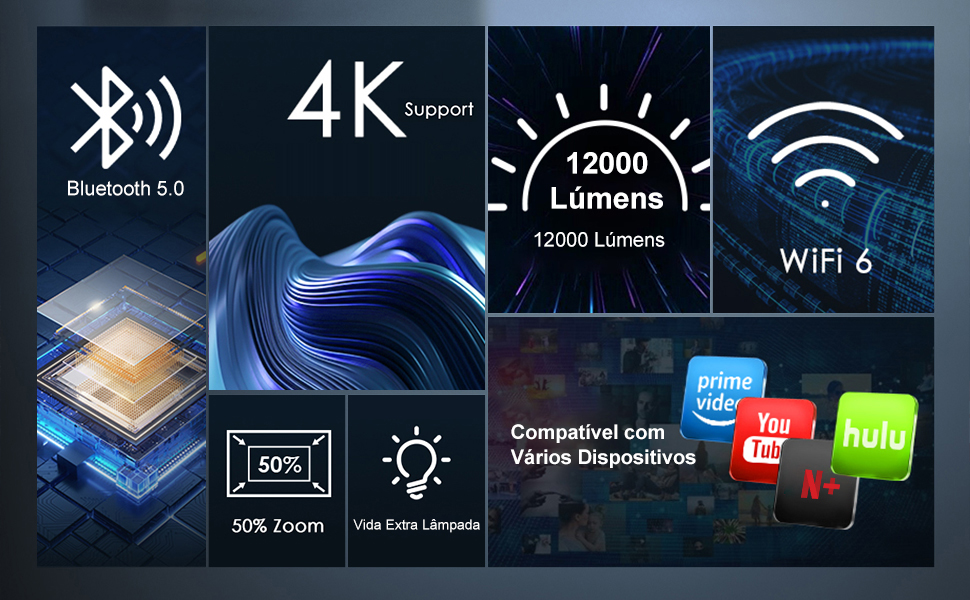 Bluetooth 5.0
4K Support
12000
Lúmens
12000 Lúmens
WiFi 6
50%
50% Zoom
Vida Extra Lâmpada
Compatível com
Vários Dispositivos
prime
video
You
Tube
N+
hulu